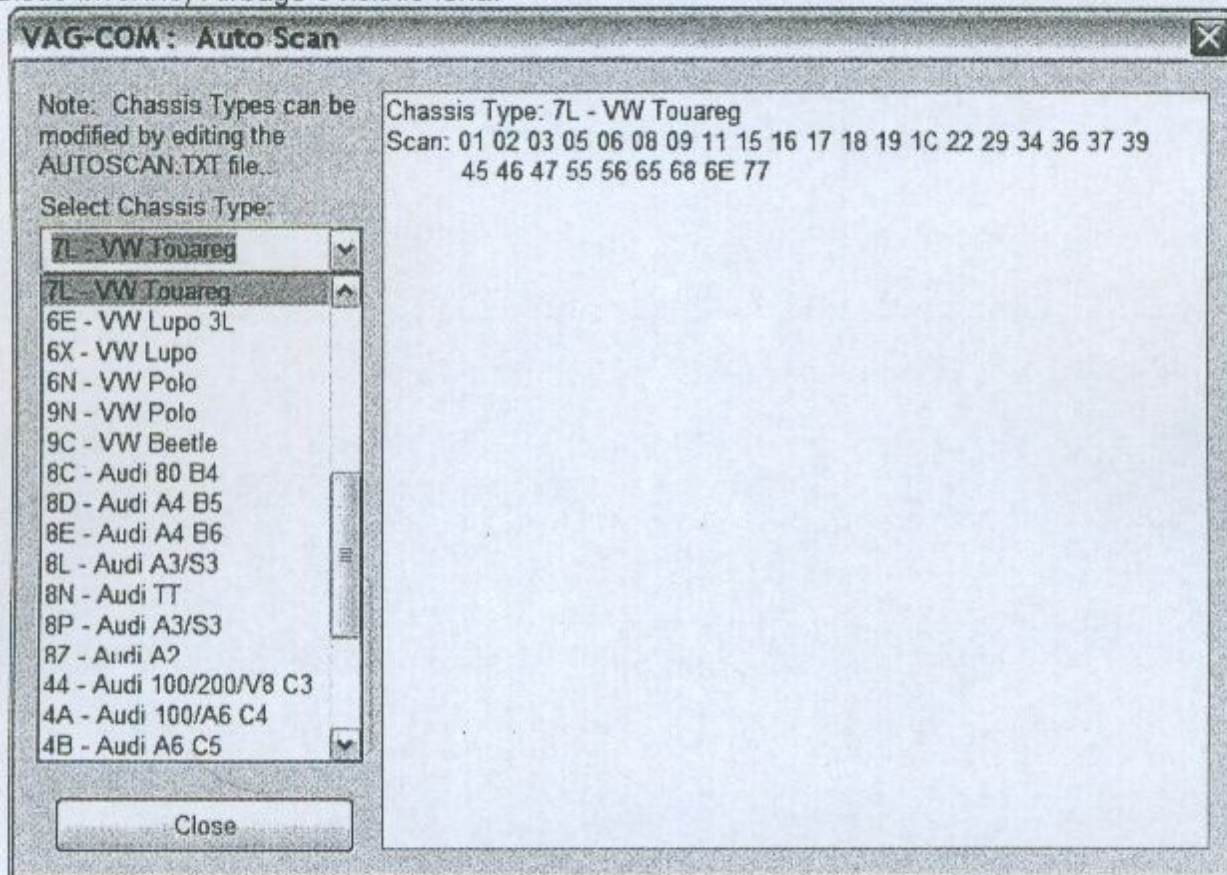 VAG-COM: Auto Scan
Note: Chassis Types can be
modified by editing the
AUTOSCAN.TXT file..
Select Chassis Type:
7L - VW Touareg
7L - VW Touareg
6E - VW Lupo 3L
6X - VW Lupo
6N - VW Polo
9N - VW Polo
9C - VW Beetle
8C - Audi 80 B4
8D - Audi A4 B5
8E - Audi A4 B6
8L - Audi A3/S3
8N - Audi TT
8P - Audi A3/S3
8Z - Audi A2
44 - Audi 100/200/V8 C3
4A - Audi 100/A6 C4
4B - Audi A6 C5
Close
Chassis Type: 7L - VW Touareg
Scan: 01 02 03 05 06 08 09 11 15 16 17 18 19 1C 22 29 34 36 37 39
45 46 47 55 56 65 68 6E 77